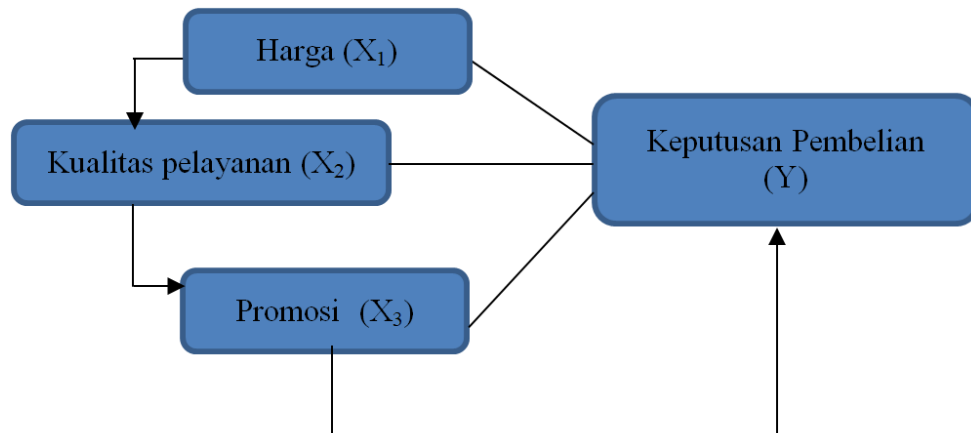 Harga (X₁)
Kualitas pelayanan (X₂)
Keputusan Pembelian
(Y)
Promosi (X₃)